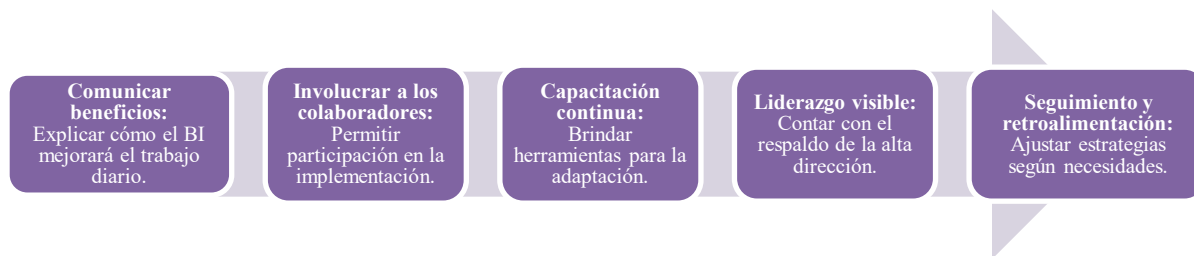 Comunicar
beneficios:
Explicar cómo el BI
mejorará el trabajo
diario.
Involucrar a los
colaboradores:
Permitir
participación en la
implementación.
Capacitación
continua:
Brindar
herramientas para la
adaptación.
Liderazgo visible:
Contar con el
respaldo de la alta
dirección.
Seguimiento y
retroalimentación:
Ajustar estrategias
según necesidades.